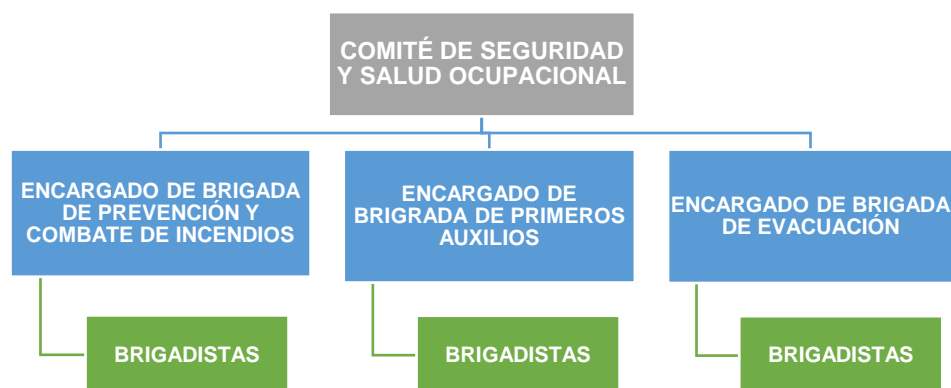 COMITÉ DE SEGURIDAD
Y SALUD OCUPACIONAL
ENCARGADO DE BRIGADA
DE PREVENCIÓN Y
COMBATE DE INCENDIOS
ENCARGADO DE
BRIGRADA DE PRIMEROS
AUXILIOS
ENCARGADO DE BRIGADA
DE EVACUACIÓN
BRIGADISTAS
BRIGADISTAS
BRIGADISTAS